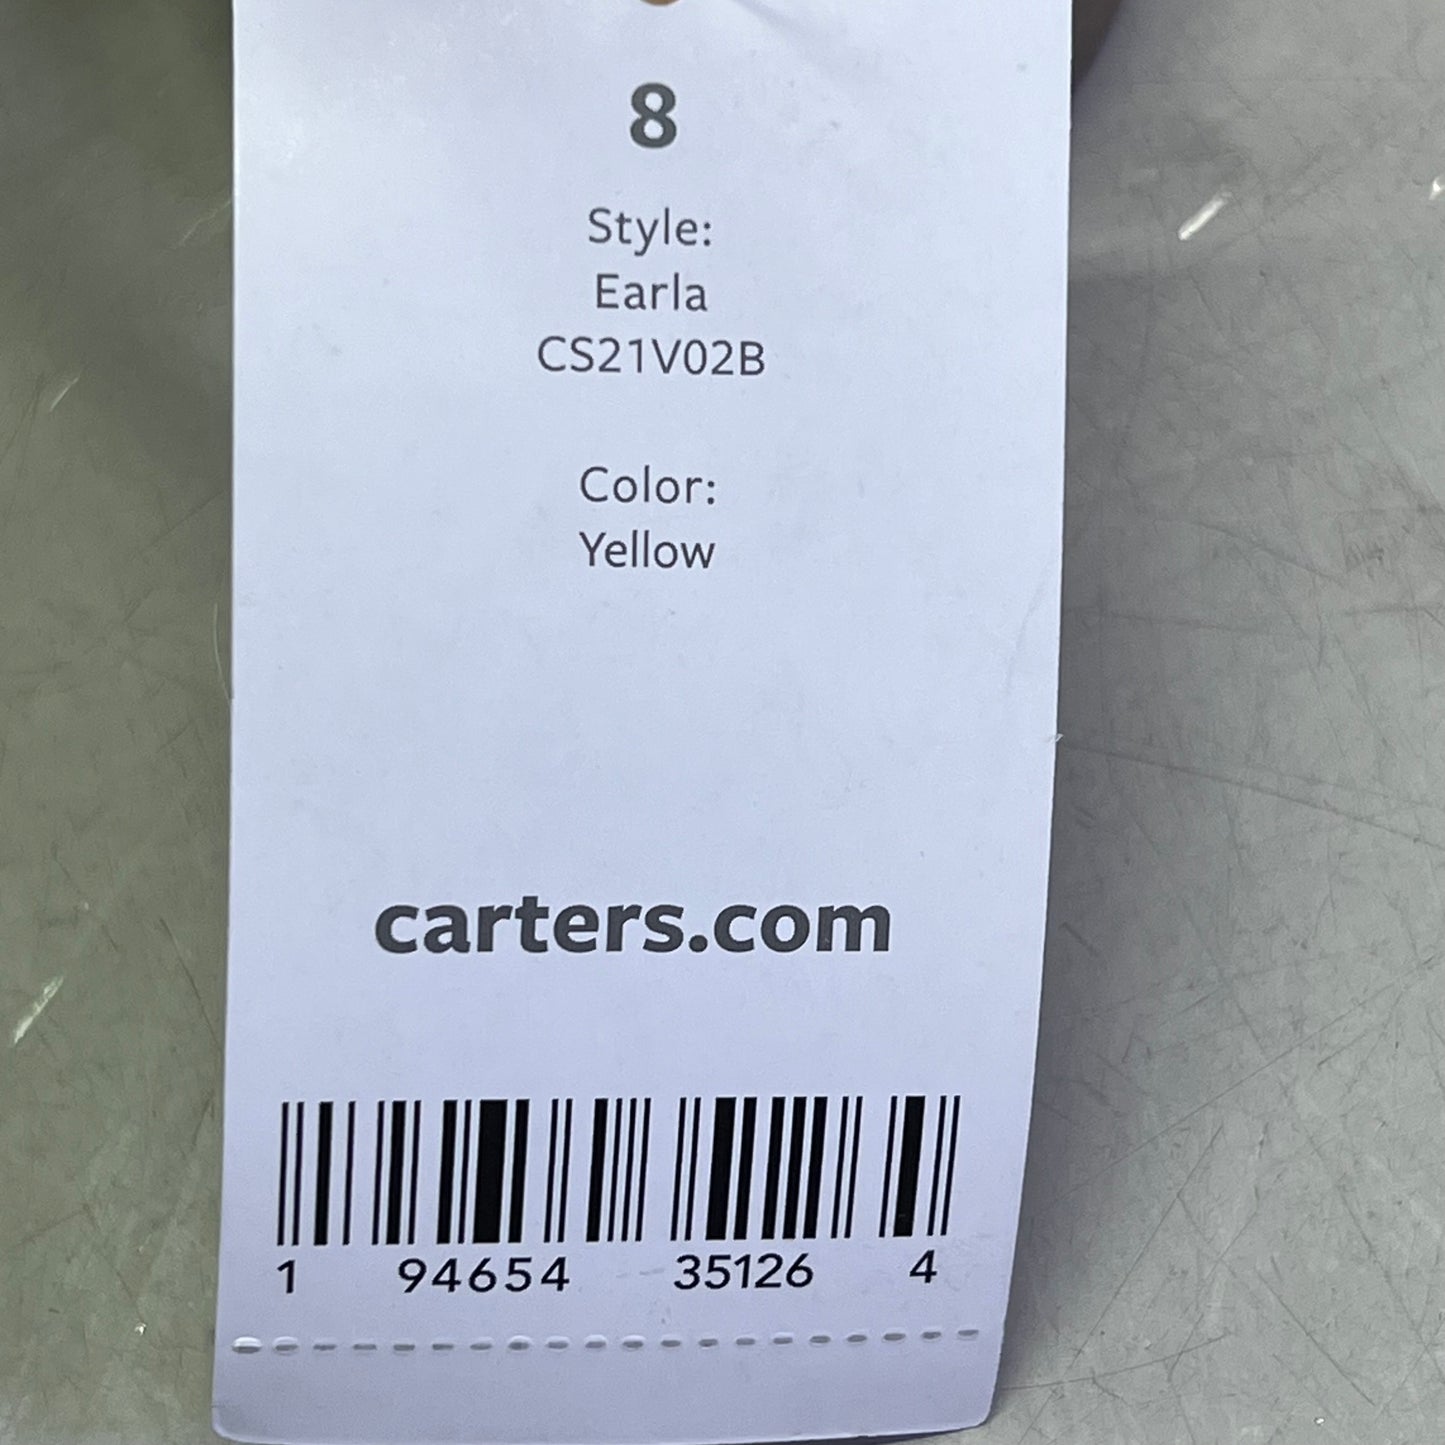 8
Style:
Earla
CS21V02B
Color:
Yellow
carters.com
1 94654 35126 4